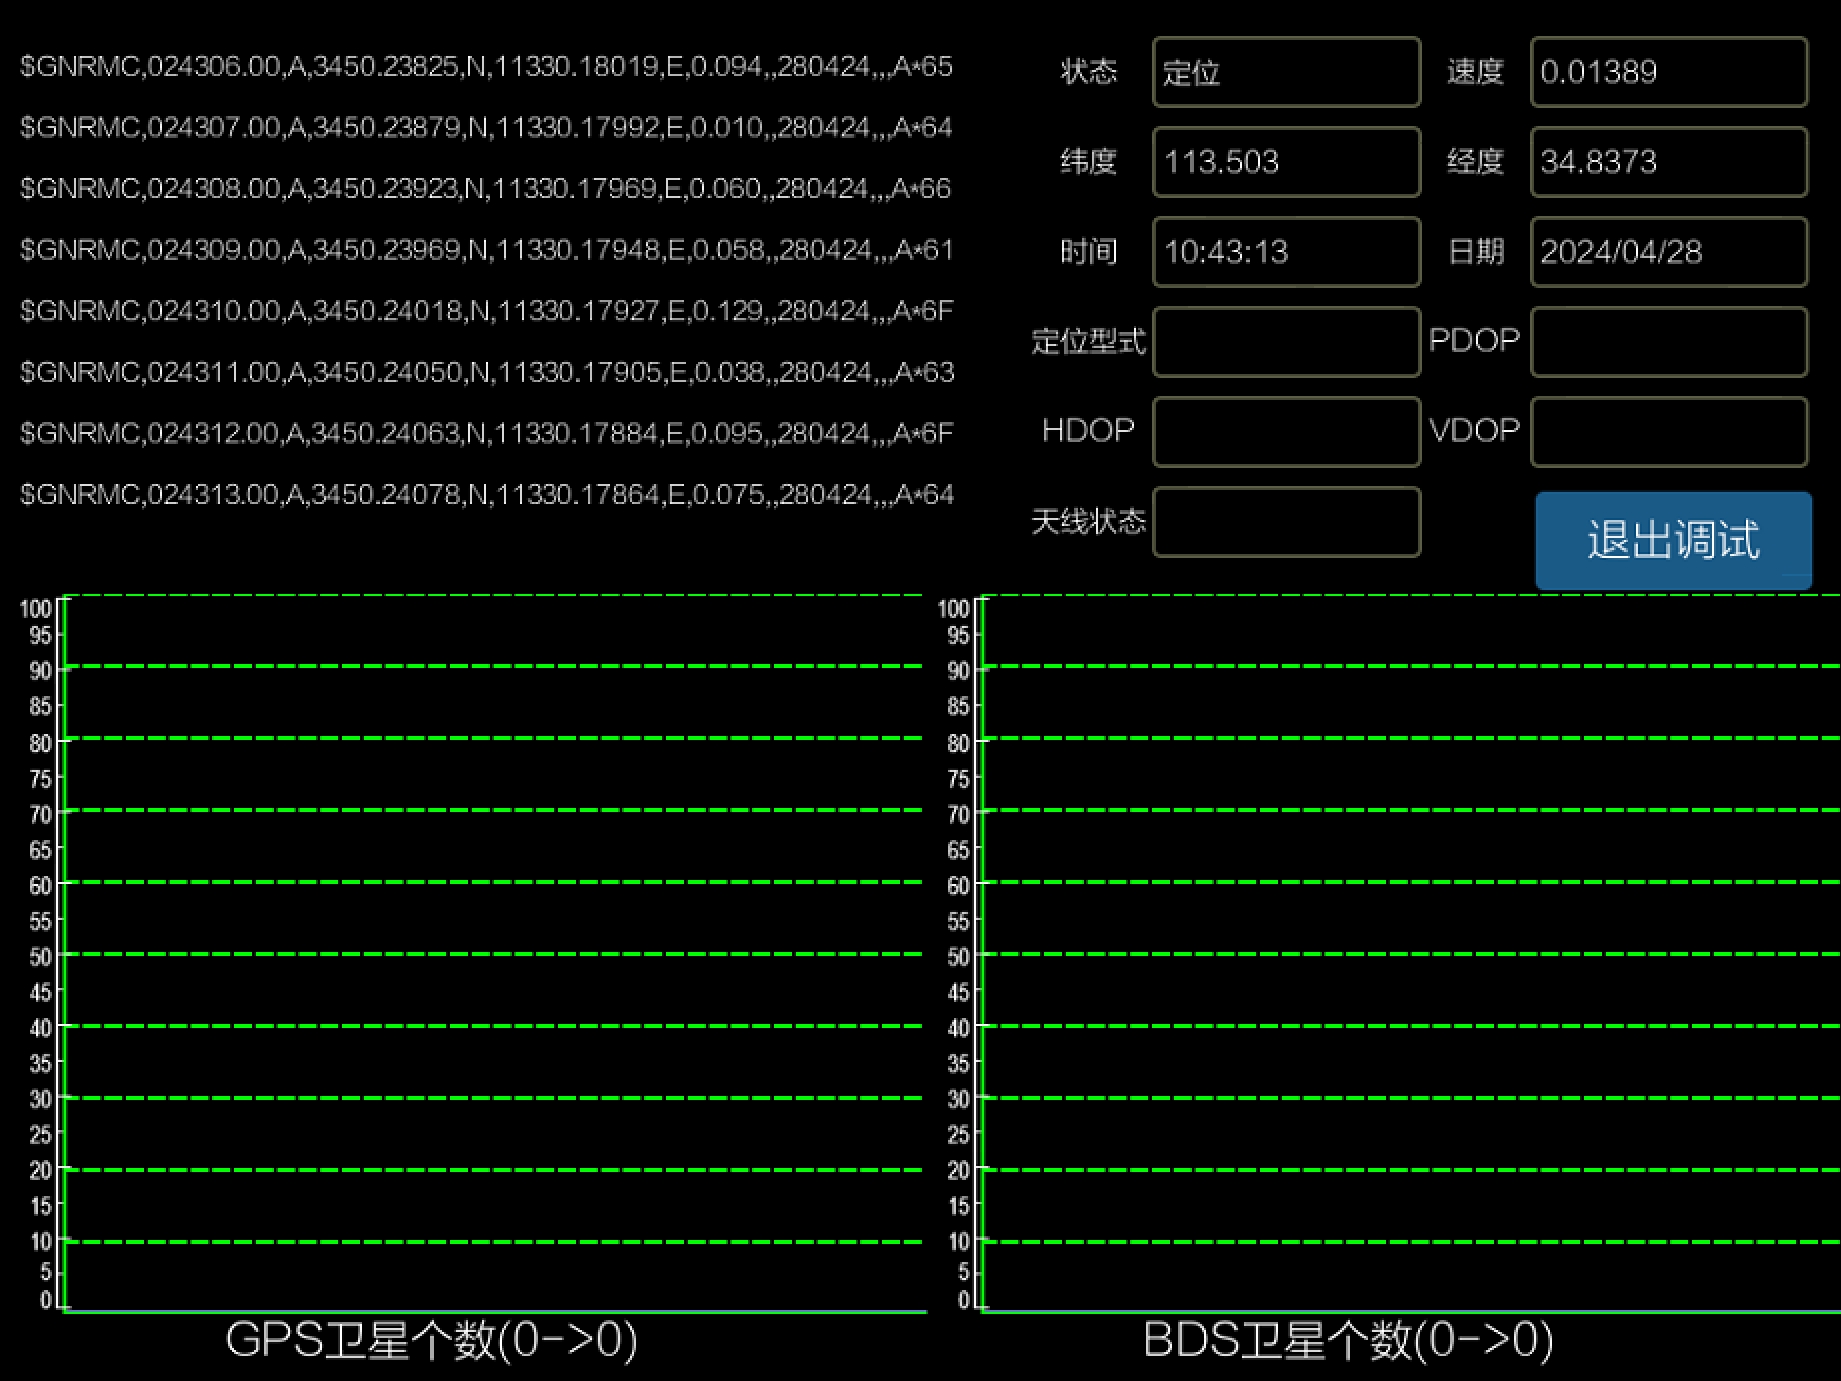 $GNRMC,024306.00,A,3450.23825,N,11330.18019,E,0.094,,280424,,,A*65
$GNRMC,024307.00,A,3450.23879,N,11330.17992,E,0.010,,280424,,,A*64
$GNRMC,024308.00,A,3450.23923,N,11330.17969,E,0.060,,280424,,,A*66
$GNRMC,024309.00,A,3450.23969,N,11330.17948,E,0.058,,280424,,,A*61
$GNRMC,024310.00,A,3450.24018,N,11330.17927,E,0.129,,280424,,,A*6F
$GNRMC,024311.00,A,3450.24050,N,11330.17905,E,0.038,,280424,,,A*63
$GNRMC,024312.00,A,3450.24063,N,11330.17884,E,0.095,,280424,,,A*6F
$GNRMC,024313.00,A,3450.24078,N,11330.17864,E,0.075,,280424,,,A*64
状态 定位 速度 0.01389
纬度 113.503 经度 34.8373
时间 10:43:13 日期 2024/04/28
定位型式 PDOP
HDOP VDOP
天线状态
退出调试
100
95
90
85
80
75
70
65
60
55
50
45
40
35
30
25
20
15
10
5
0
GPS卫星个数(0->0)
100
95
90
85
80
75
70
65
60
55
50
45
40
35
30
25
20
15
10
5
0
BDS卫星个数(0->0)